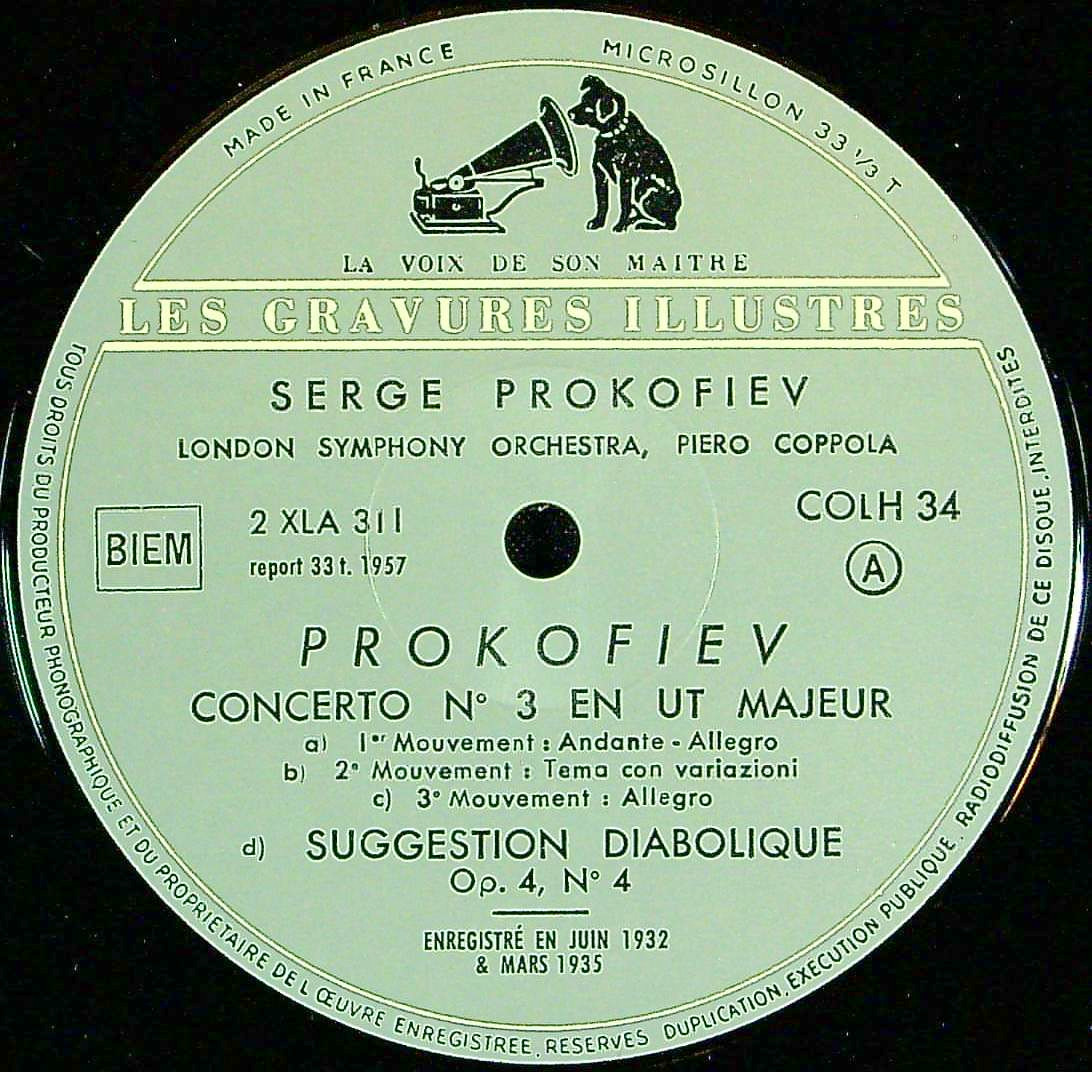 MADE IN FRANCE
MICROSILLON 33 1/3 T
LA VOIX DE SON MAITRE
LES GRAVURES ILLUSTRES
SERGE PROKOFIEV
LONDON SYMPHONY ORCHESTRA, PIERO COPPOLA
BIEM
2 XLA 311
report 33 t. 1957
COLH 34
A
PROKOFIEV
CONCERTO N° 3 EN UT MAJEUR
a) 1er Mouvement : Andante - Allegro
b) 2e Mouvement : Tema con variazioni
c) 3e Mouvement : Allegro
d) SUGGESTION DIABOLIQUE
Op. 4, N° 4
ENREGISTRÉ EN JUIN 1932
& MARS 1935
TOUS DROITS DU PRODUCTEUR PHONOGRAPHIQUE ET DU PROPRIETAIRE DE L'ŒUVRE ENREGISTREE, RESERVES DUPLICATION, EXECUTION PUBLIQUE, RADIODIFFUSION DE CE DISQUE, INTERDITES